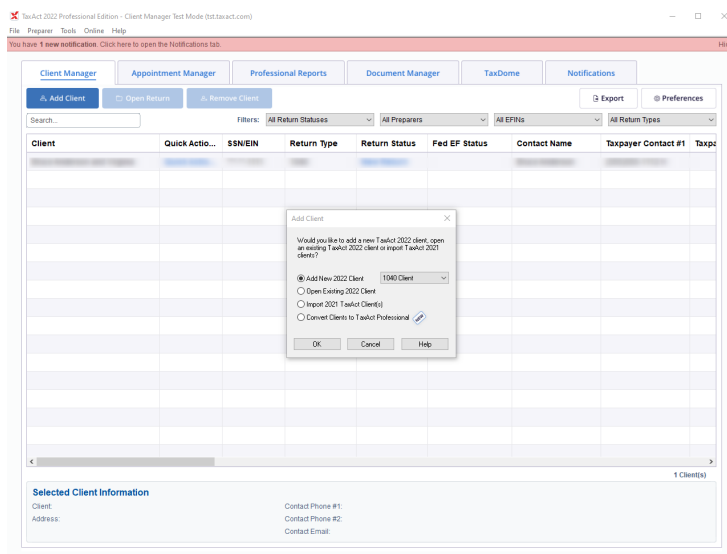 TaxAct 2022 Professional Edition - Client Manager Test Mode (tst.taxact.com)
File Preparer Tools Online Help
You have 1 new notification. Click here to open the Notifications tab. Hi
Client Manager Appointment Manager Professional Reports Document Manager TaxDome Notifications
Add Client Open Return Remove Client Export Preferences
Search... Filters: All Return Statuses All Preparers All EFINs All Return Types
Client Quick Actio... SSN/EIN Return Type Return Status Fed EF Status Contact Name Taxpayer Contact #1 Taxpa
Add Client
Would you like to add a new TaxAct 2022 client, open
an existing TaxAct 2022 client or import TaxAct 2021
clients?
Add New 2022 Client 1040 Client
Open Existing 2022 Client
Import 2021 TaxAct Client(s)
Convert Clients to TaxAct Professional
OK Cancel Help
1 Client(s)
Selected Client Information
Client: Contact Phone #1:
Address: Contact Phone #2:
Contact Email: